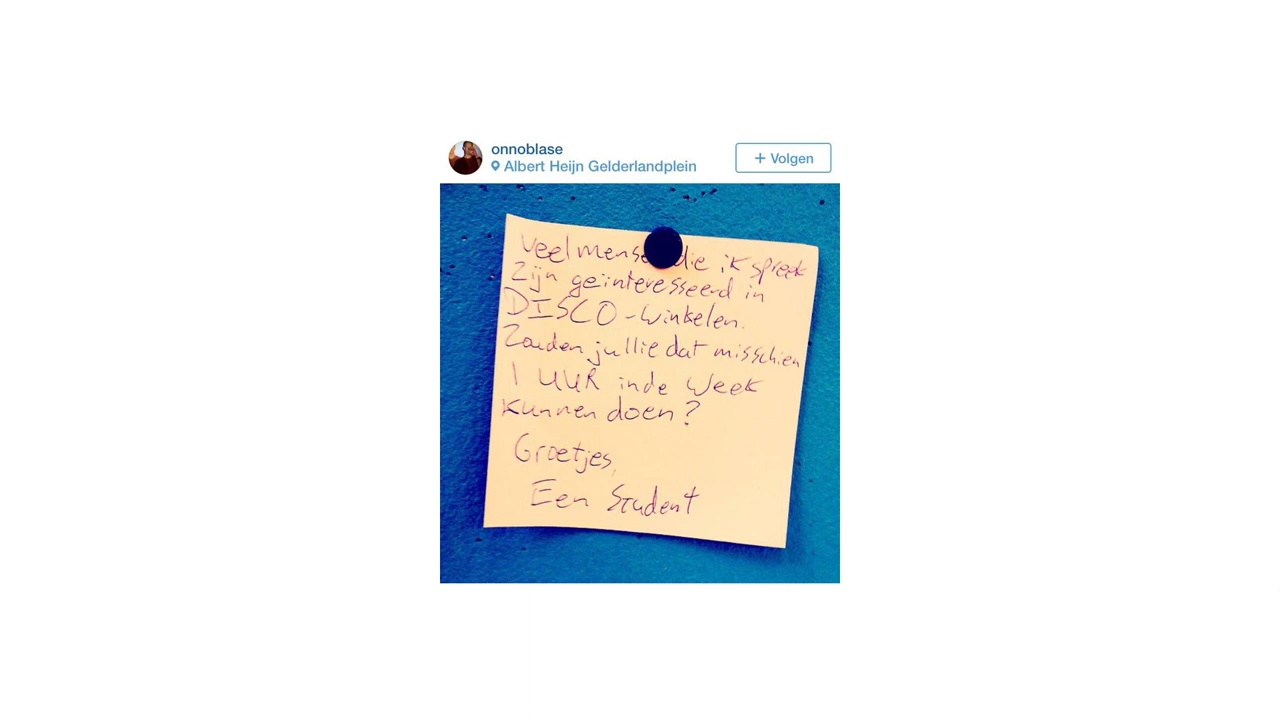 onnoblase
Albert Heijn Gelderlandplein
+ Volgen
Veel mensen die ik spreek
Zijn geïnteresseerd in
DISCO-winkelen.
Zouden jullie dat misschien
1 UUR in de week
kunnen doen?
Groetjes,
Een Student